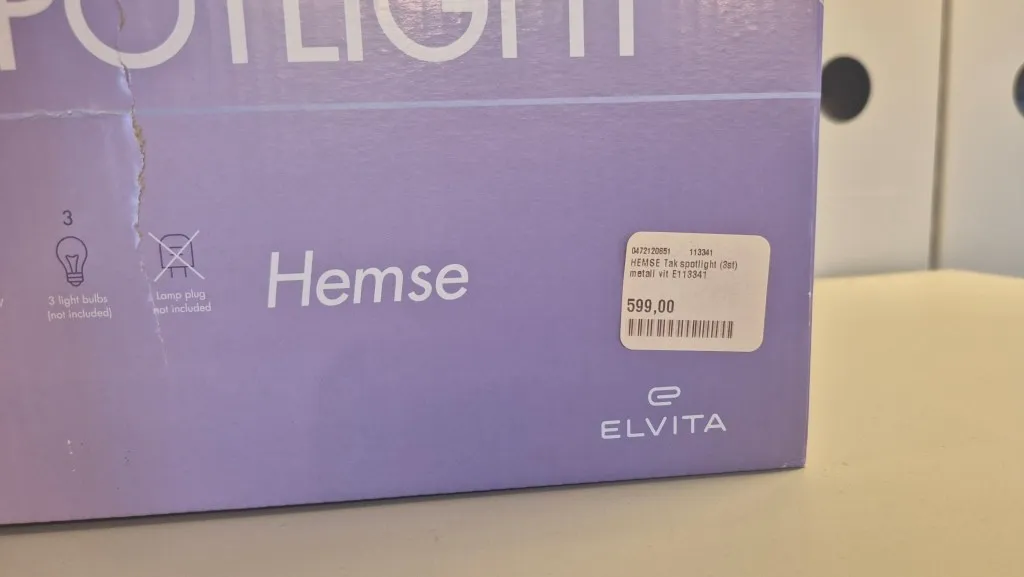 SPOTLIGHT
3
3 light bulbs
(not included)
Lamp plug
not included
Hemse
0472120651 113341
HEMSE Tak spotlight (3st)
metall vit E113341
599,00
ELVITA